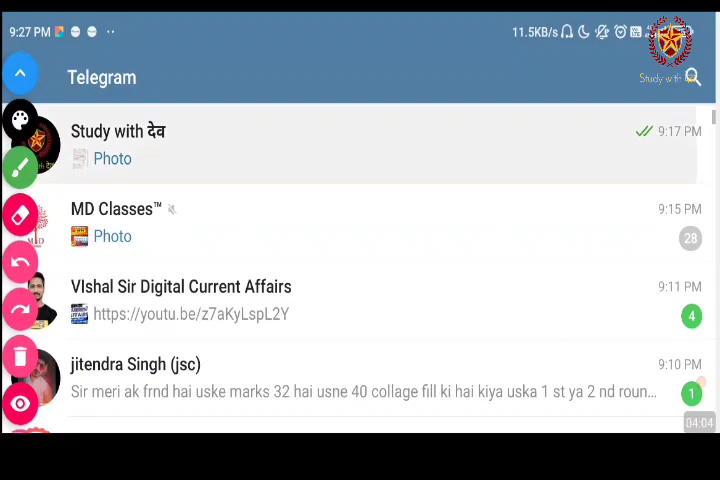 9:27 PM
11.5KB/s
Telegram
Study with
Study with देव
9:17 PM
Photo
MD Classes™
9:15 PM
Photo
28
VIshal Sir Digital Current Affairs
9:11 PM
https://youtu.be/z7aKyLspL2Y
4
jitendra Singh (jsc)
9:10 PM
Sir meri ak frnd hai uske marks 32 hai usne 40 collage fill ki hai kiya uska 1 st ya 2 nd roun...
1
04:04